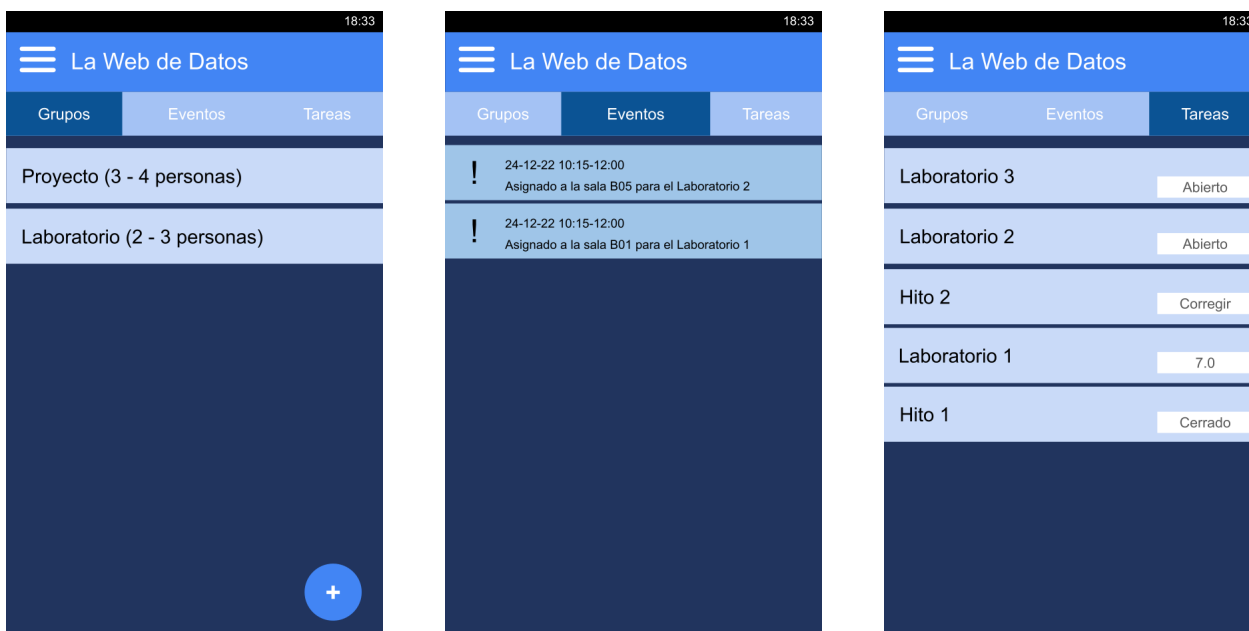 18:33
La Web de Datos
Grupos Eventos Tareas
Proyecto (3 - 4 personas)
Laboratorio (2 - 3 personas)
+
18:33
La Web de Datos
Grupos Eventos Tareas
! 24-12-22 10:15-12:00
Asignado a la sala B05 para el Laboratorio 2
! 24-12-22 10:15-12:00
Asignado a la sala B01 para el Laboratorio 1
18:33
La Web de Datos
Grupos Eventos Tareas
Laboratorio 3 Abierto
Laboratorio 2 Abierto
Hito 2 Corregir
Laboratorio 1 7.0
Hito 1 Cerrado